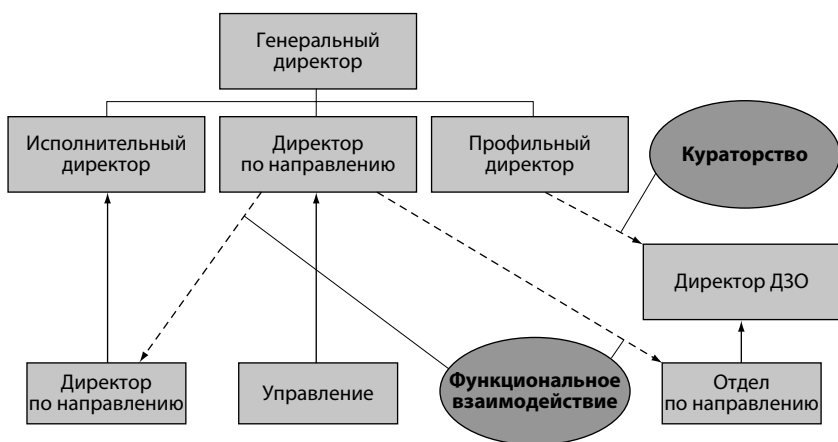 Генеральный
директор
Исполнительный
директор
Директор
по направлению
Профильный
директор
Кураторство
Директор ДЗО
Директор
по направлению
Управление
Функциональное
взаимодействие
Отдел
по направлению